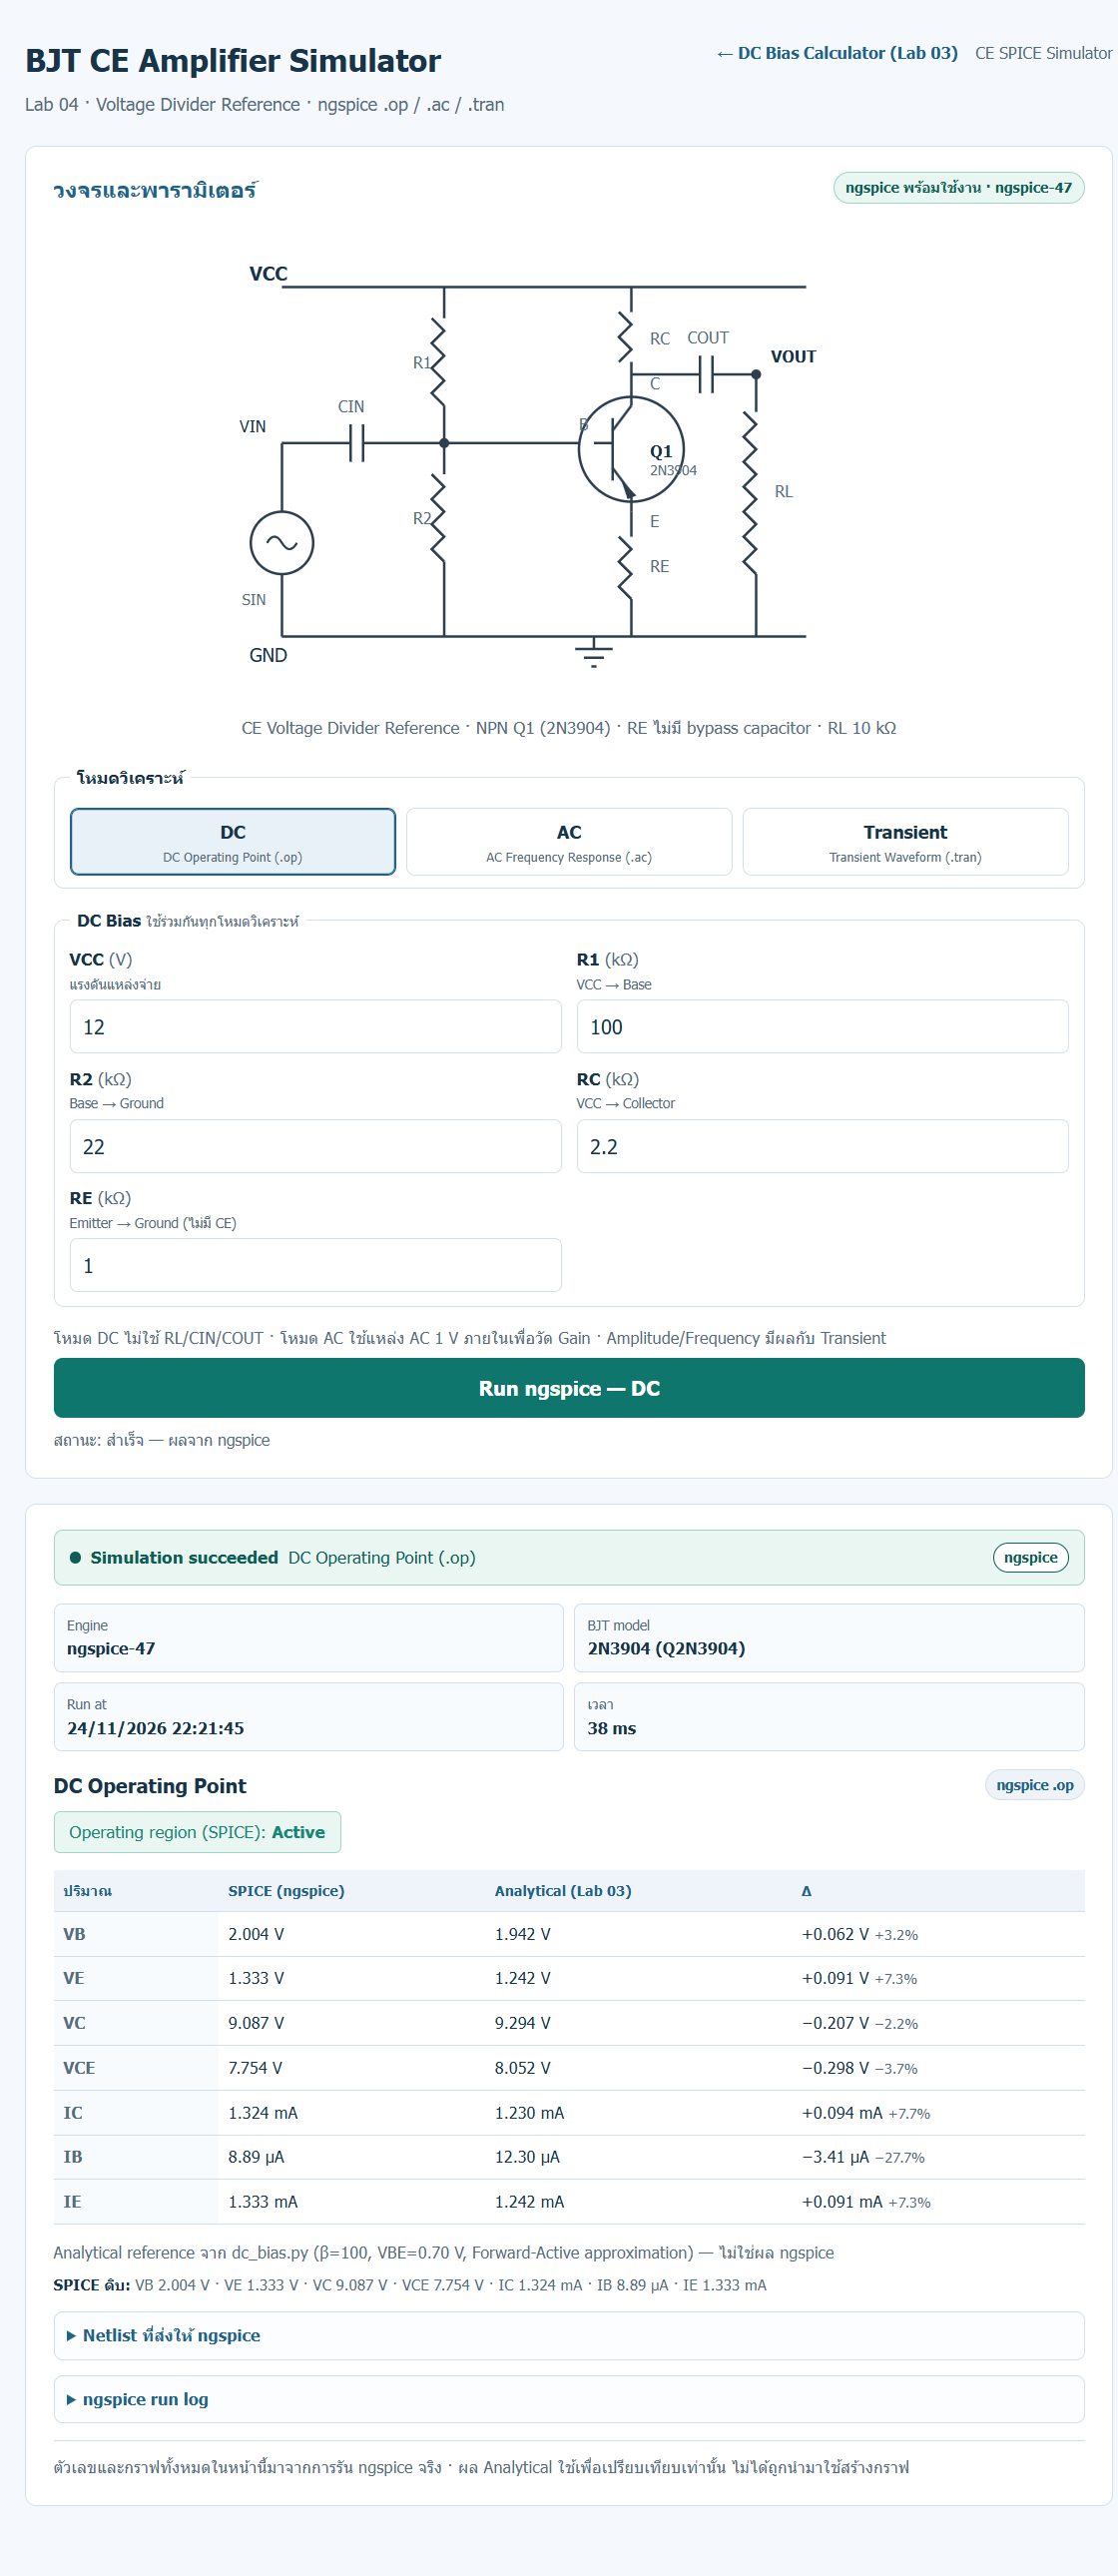 BJT CE Amplifier Simulator
← DC Bias Calculator (Lab 03) CE SPICE Simulator
Lab 04 · Voltage Divider Reference · ngspice .op / .ac / .tran
วงจรและพารามิเตอร์
ngspice พร้อมใช้งาน · ngspice-47
VCC
RC COUT
VOUT
R1
C
CIN
VIN
B
Q1
2N3904
RL
R2
E
RE
SIN
GND
CE Voltage Divider Reference · NPN Q1 (2N3904) · RE ไม่มี bypass capacitor · RL 10 kΩ
โหมดวิเคราะห์
DC AC Transient
DC Operating Point (.op) AC Frequency Response (.ac) Transient Waveform (.tran)
DC Bias ใช้ร่วมกันทุกโหมดวิเคราะห์
VCC (V) R1 (kΩ)
แรงดันแหล่งจ่าย VCC → Base
12 100
R2 (kΩ) RC (kΩ)
Base → Ground VCC → Collector
22 2.2
RE (kΩ)
Emitter → Ground (ไม่มี CE)
1
โหมด DC ไม่ใช้ RL/CIN/COUT · โหมด AC ใช้แหล่ง AC 1 V ภายในเพื่อวัด Gain · Amplitude/Frequency มีผลกับ Transient
Run ngspice — DC
สถานะ: สำเร็จ — ผลจาก ngspice
Simulation succeeded DC Operating Point (.op) ngspice
Engine BJT model
ngspice-47 2N3904 (Q2N3904)
Run at เวลา
24/11/2026 22:21:45 38 ms
DC Operating Point ngspice .op
Operating region (SPICE): Active
ปริมาณ SPICE (ngspice) Analytical (Lab 03) Δ
VB 2.004 V 1.942 V +0.062 V +3.2%
VE 1.333 V 1.242 V +0.091 V +7.3%
VC 9.087 V 9.294 V −0.207 V −2.2%
VCE 7.754 V 8.052 V −0.298 V −3.7%
IC 1.324 mA 1.230 mA +0.094 mA +7.7%
IB 8.89 µA 12.30 µA −3.41 µA −27.7%
IE 1.333 mA 1.242 mA +0.091 mA +7.3%
Analytical reference จาก dc_bias.py (β=100, VBE=0.70 V, Forward-Active approximation) — ไม่ใช่ผล ngspice
SPICE ดิบ: VB 2.004 V · VE 1.333 V · VC 9.087 V · VCE 7.754 V · IC 1.324 mA · IB 8.89 µA · IE 1.333 mA
▶ Netlist ที่ส่งให้ ngspice
▶ ngspice run log
ตัวเลขและกราฟทั้งหมดในหน้านี้มาจากการรัน ngspice จริง · ผล Analytical ใช้เพื่อเปรียบเทียบเท่านั้น ไม่ได้ถูกนำมาใช้สร้างกราฟ